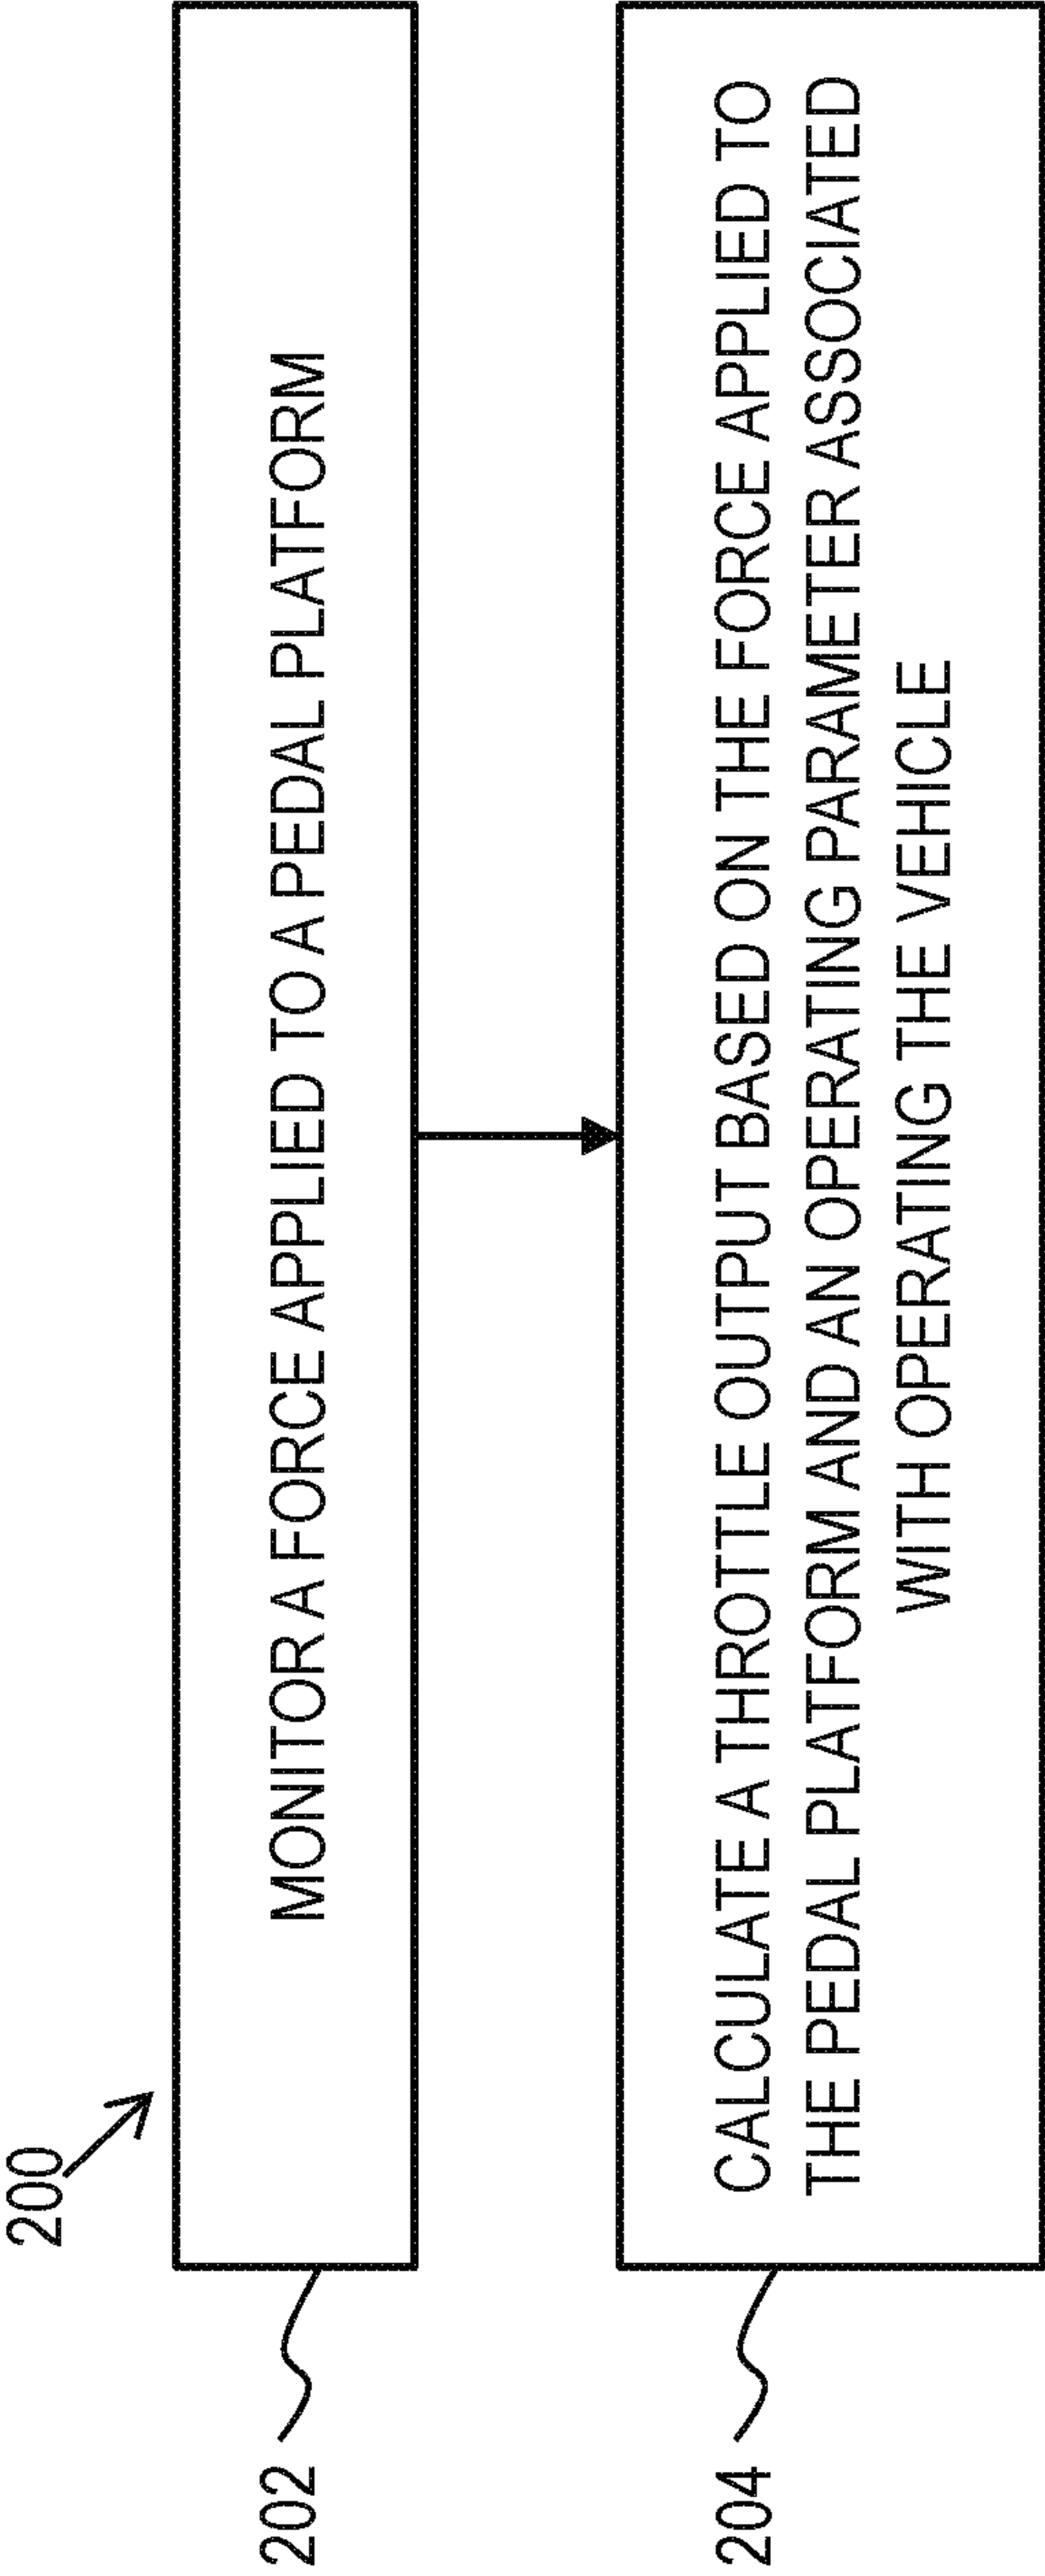 200
202
MONITOR A FORCE APPLIED TO A PEDAL PLATFORM
204
CALCULATE A THROTTLE OUTPUT BASED ON THE FORCE APPLIED TO
THE PEDAL PLATFORM AND AN OPERATING PARAMETER ASSOCIATED
WITH OPERATING THE VEHICLE